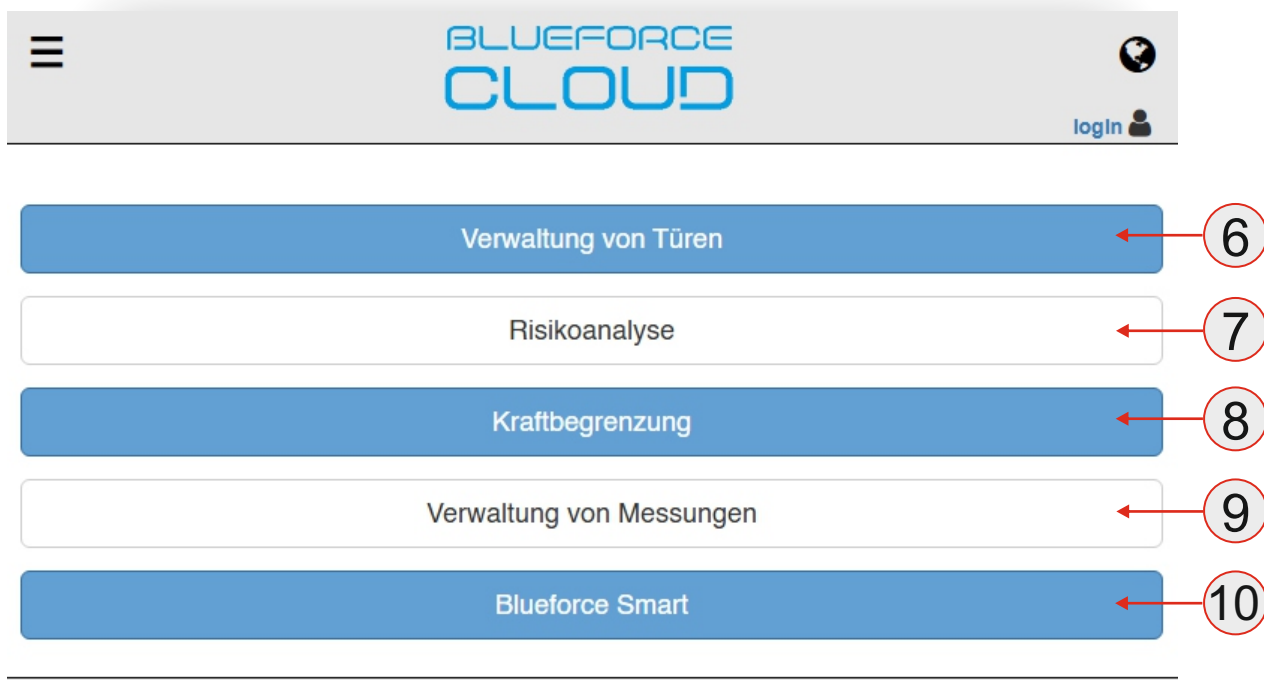 BLUEFORCE
CLOUD
logIn
Verwaltung von Türen
6
Risikoanalyse
7
Kraftbegrenzung
8
Verwaltung von Messungen
9
Blueforce Smart
10